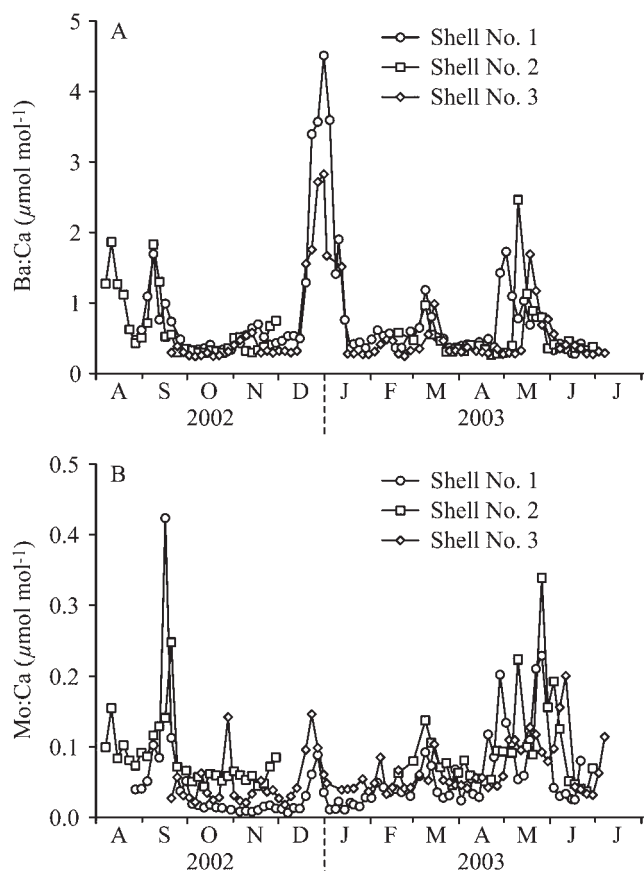 A
Shell No. 1
Shell No. 2
Shell No. 3
Ba:Ca (µmol mol⁻¹)
5
4
3
2
1
0
A S O N D J F M A M J J
2002 2003
B
Shell No. 1
Shell No. 2
Shell No. 3
Mo:Ca (µmol mol⁻¹)
0.5
0.4
0.3
0.2
0.1
0.0
A S O N D J F M A M J J
2002 2003